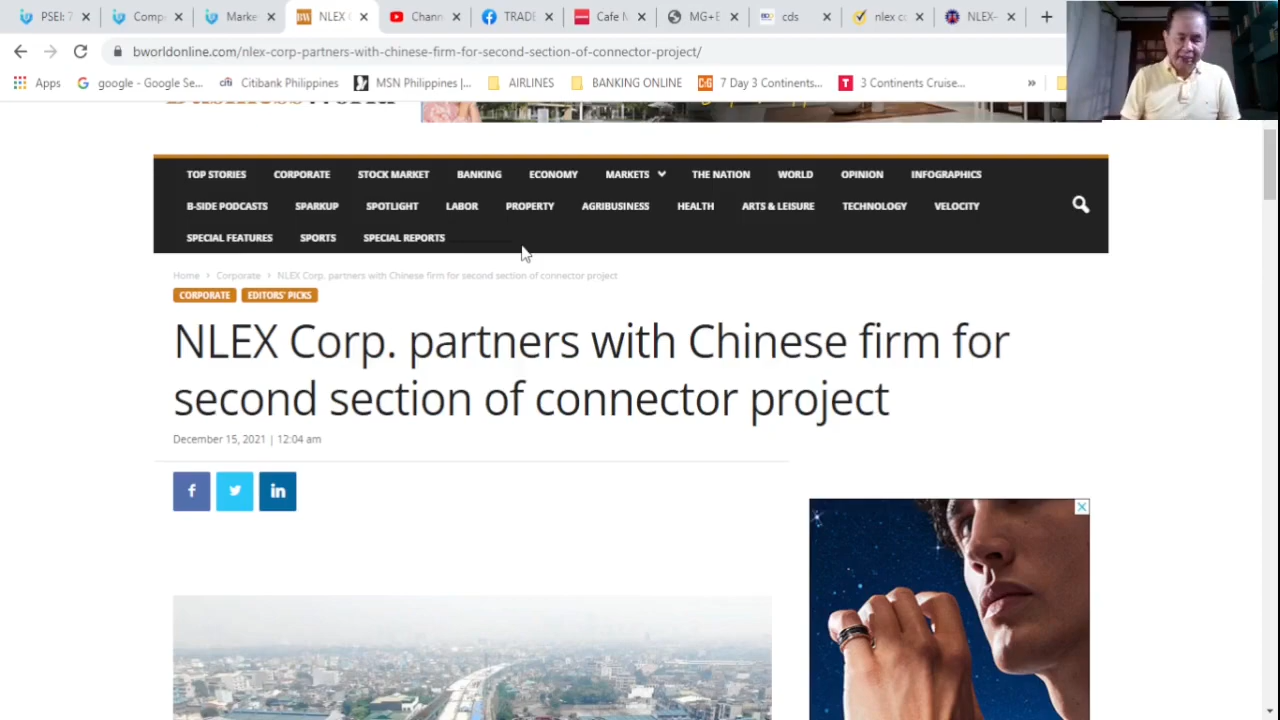 PSEI: 7
Comp
Marke
NLEX C
Chann
TRADE
Cafe M
MG+E
cds
nlex co
NLEX-
bworldonline.com/nlex-corp-partners-with-chinese-firm-for-second-section-of-connector-project/
Apps
google - Google Se...
Citibank Philippines
MSN Philippines |...
AIRLINES
BANKING ONLINE
7 Day 3 Continents...
3 Continents Cruise...
TOP STORIES CORPORATE STOCK MARKET BANKING ECONOMY MARKETS THE NATION WORLD OPINION INFOGRAPHICS
B-SIDE PODCASTS SPARKUP SPOTLIGHT LABOR PROPERTY AGRIBUSINESS HEALTH ARTS & LEISURE TECHNOLOGY VELOCITY
SPECIAL FEATURES SPORTS SPECIAL REPORTS
Home > Corporate > NLEX Corp. partners with Chinese firm for second section of connector project
CORPORATE EDITORS' PICKS
NLEX Corp. partners with Chinese firm for
second section of connector project
December 15, 2021 | 12:04 am